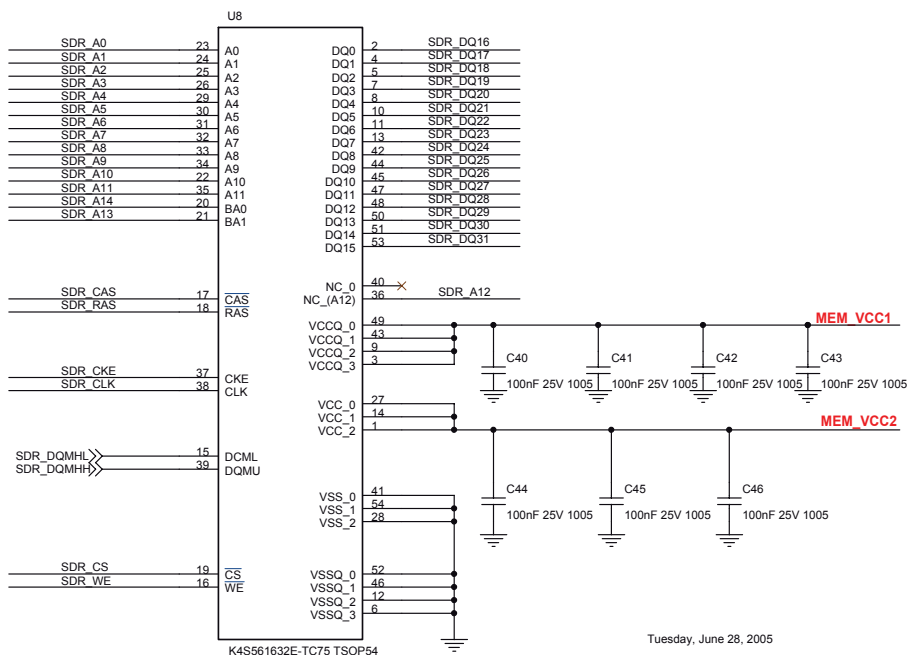 U8
SDR_A0 23 A0
SDR_A1 24 A1
SDR_A2 25 A2
SDR_A3 26 A3
SDR_A4 29 A4
SDR_A5 30 A5
SDR_A6 31 A6
SDR_A7 32 A7
SDR_A8 33 A8
SDR_A9 34 A9
SDR_A10 22 A10
SDR_A11 35 A11
SDR_A14 20 BA0
SDR_A13 21 BA1
SDR_CAS 17 CAS
SDR_RAS 18 RAS
SDR_CKE 37 CKE
SDR_CLK 38 CLK
SDR_DQMHL 15 DCML
SDR_DQMHH 39 DQMU
SDR_CS 19 CS
SDR_WE 16 WE
DQ0 2 SDR_DQ16
DQ1 4 SDR_DQ17
DQ2 5 SDR_DQ18
DQ3 7 SDR_DQ19
DQ4 8 SDR_DQ20
DQ5 10 SDR_DQ21
DQ6 11 SDR_DQ22
DQ7 13 SDR_DQ23
DQ8 42 SDR_DQ24
DQ9 44 SDR_DQ25
DQ10 45 SDR_DQ26
DQ11 47 SDR_DQ27
DQ12 48 SDR_DQ28
DQ13 50 SDR_DQ29
DQ14 51 SDR_DQ30
DQ15 53 SDR_DQ31
NC_0 40
NC_(A12) 36 SDR_A12
VCCQ_0 49
VCCQ_1 43
VCCQ_2 9
VCCQ_3 3
MEM_VCC1
C40 C41 C42 C43
100nF 25V 1005 100nF 25V 1005 100nF 25V 1005 100nF 25V 1005
VCC_0 27
VCC_1 14
VCC_2 1
MEM_VCC2
C44 C45 C46
100nF 25V 1005 100nF 25V 1005 100nF 25V 1005
VSS_0 41
VSS_1 54
VSS_2 28
VSSQ_0 52
VSSQ_1 46
VSSQ_2 12
VSSQ_3 6
K4S561632E-TC75 TSOP54
Tuesday, June 28, 2005